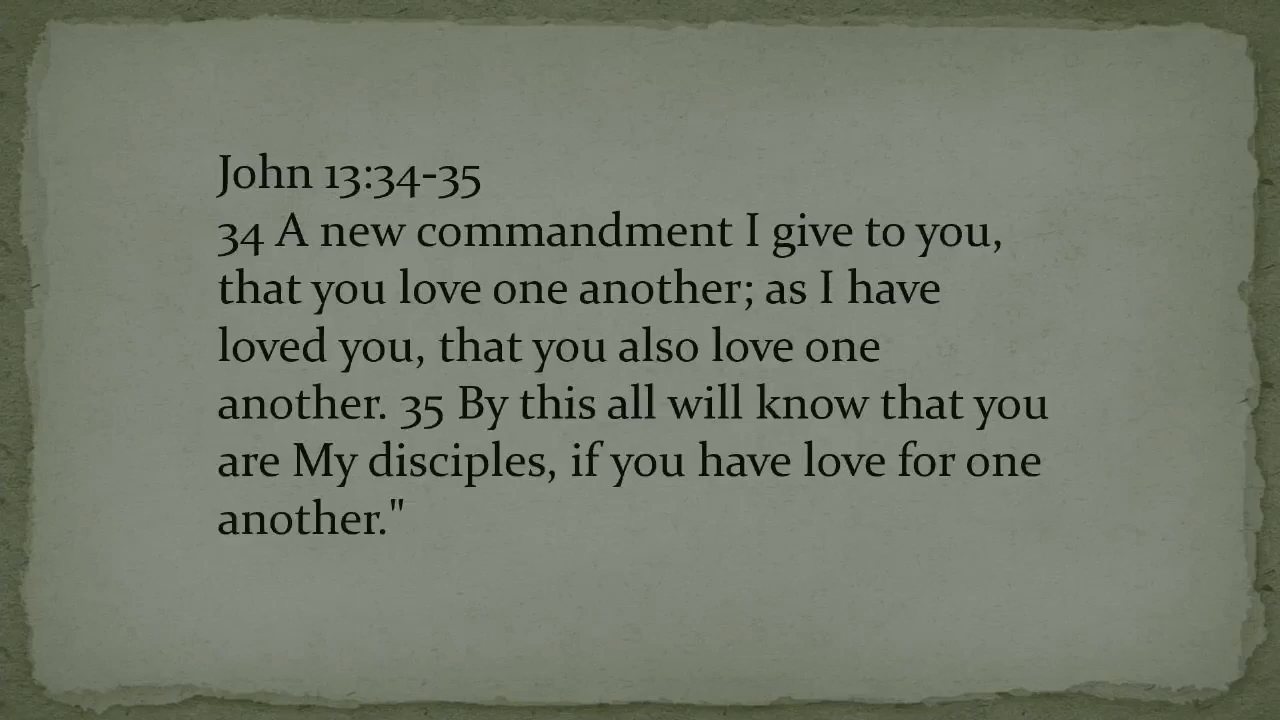 John 13:34-35
34 A new commandment I give to you,
that you love one another; as I have
loved you, that you also love one
another. 35 By this all will know that you
are My disciples, if you have love for one
another."